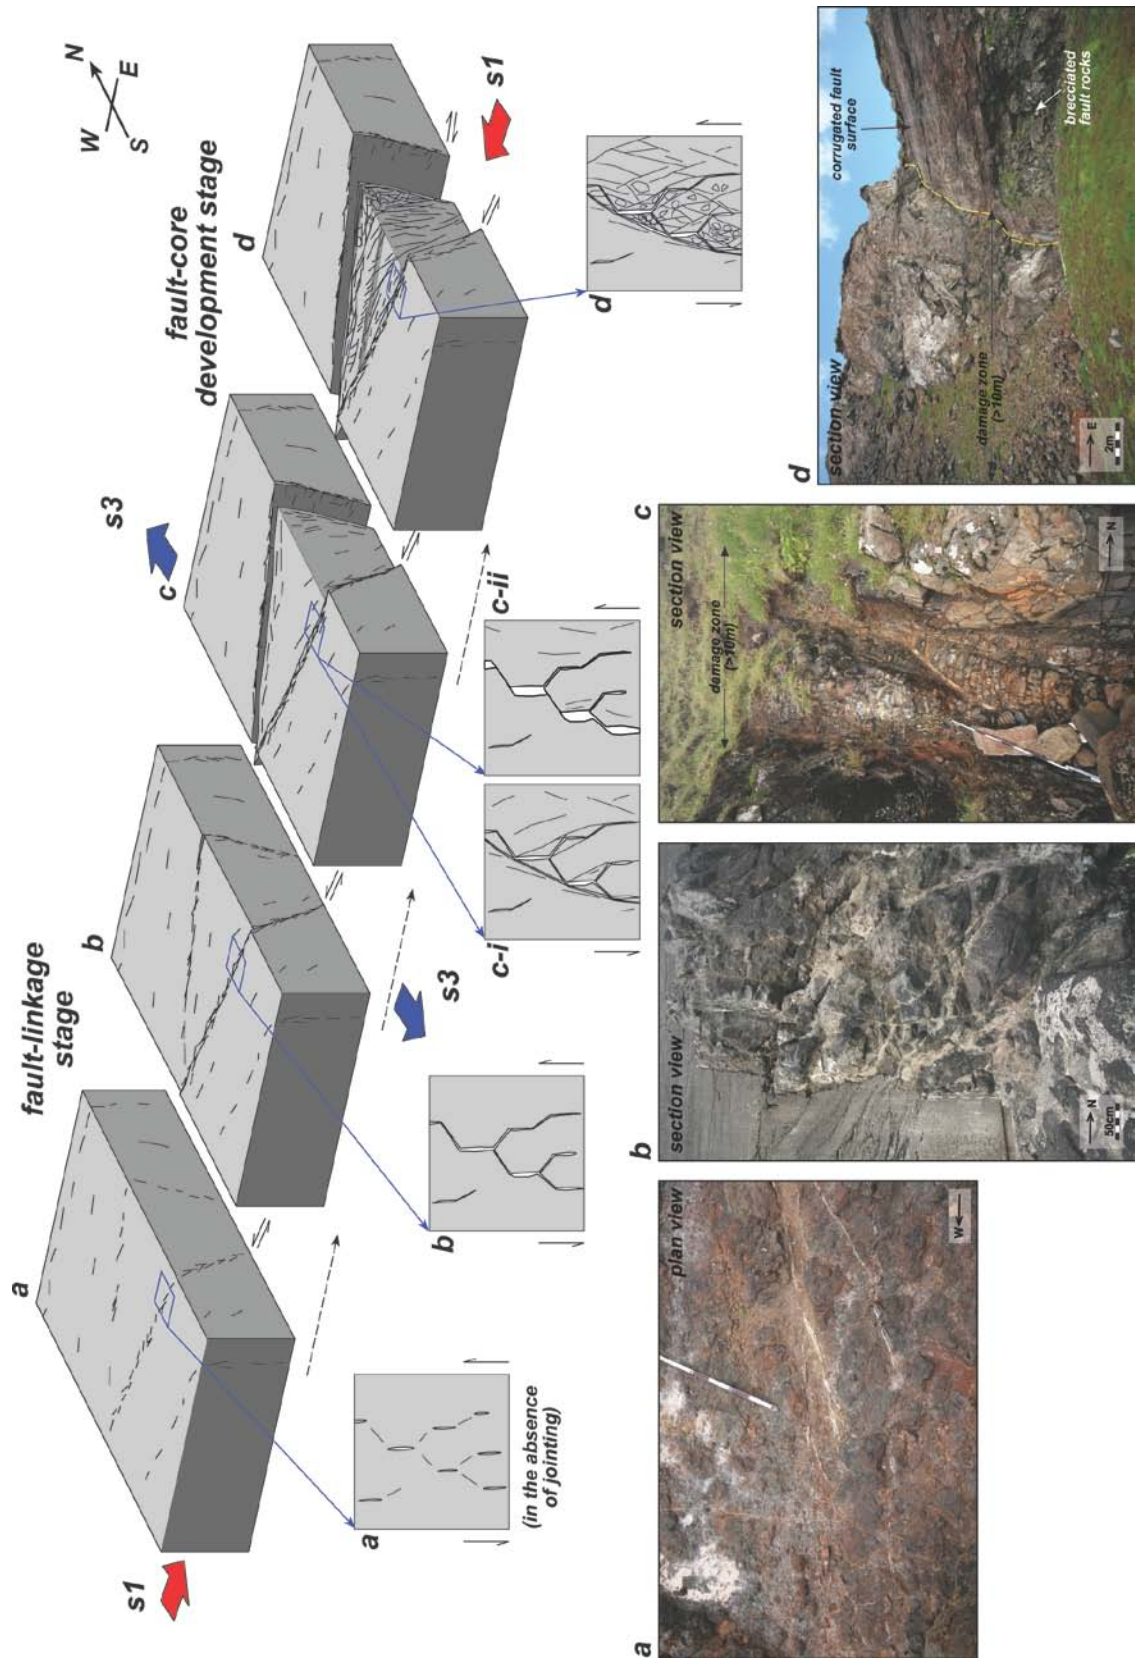 fault-linkage
stage
fault-core
development stage
W
N
S
E
s1
a
b
s3
c
s3
d
s1
a
(in the absence
of jointing)
b
c-i
c-ii
d
a
plan view
W
b
section view
N
50cm
c
section view
damage zone
(>10m)
N
d
section view
corrugated fault
surface
damage zone
(>10m)
brecciated
fault rocks
E
2m